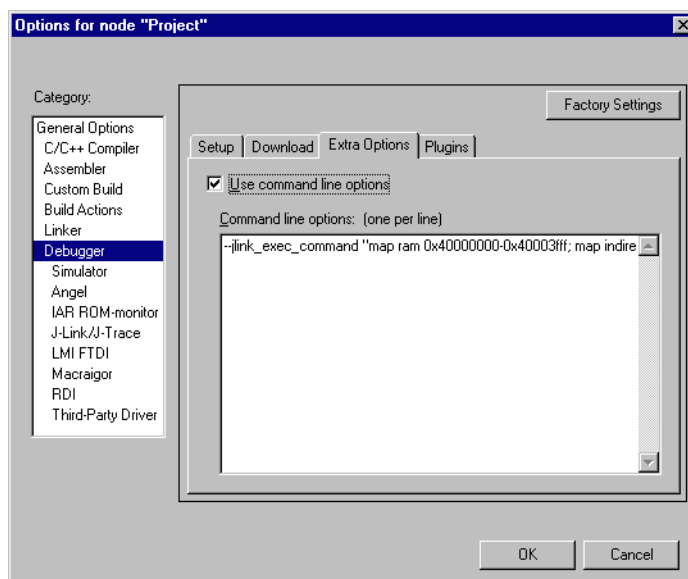 Options for node "Project"
Category:
Factory Settings
General Options
C/C++ Compiler
Assembler
Custom Build
Build Actions
Linker
Debugger
Simulator
Angel
IAR ROM-monitor
J-Link/J-Trace
LMI FTDI
Macraigor
RDI
Third-Party Driver
Setup Download Extra Options Plugins
Use command line options
Command line options: (one per line)
--jlink_exec_command "map ram 0x40000000-0x40003fff; map indire
OK Cancel